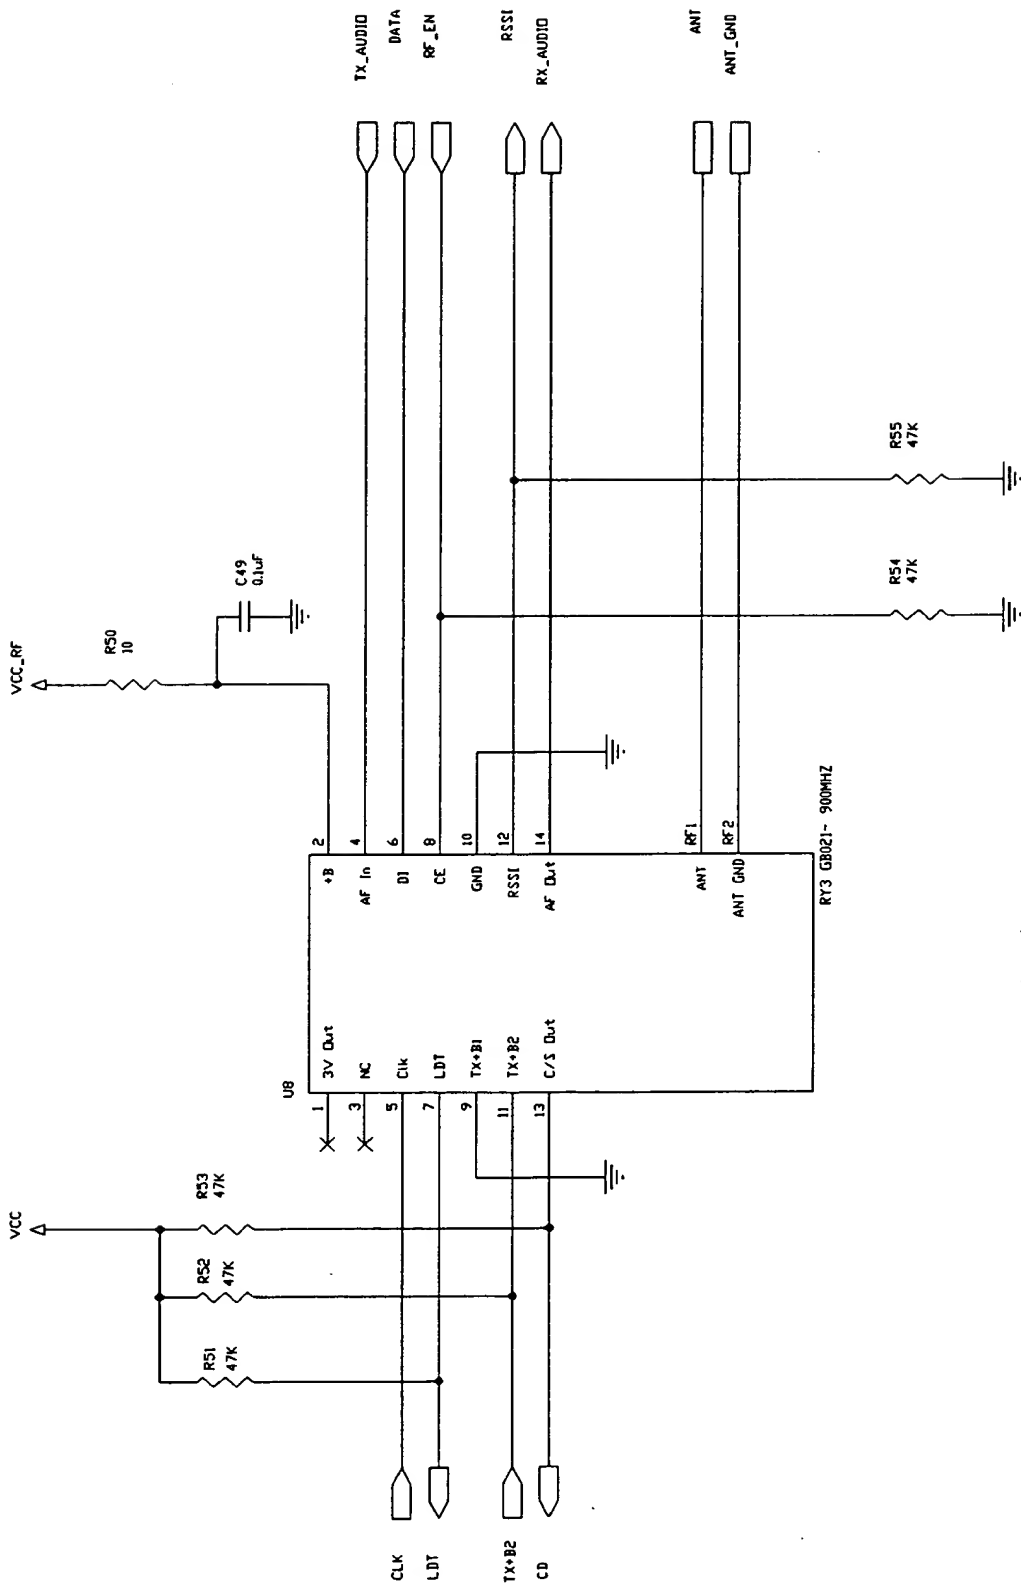 VCC
VCC_RF
R51
47K
R52
47K
R53
47K
R50
10
C49
0.1uF
CLK
LDT
TX+B2
CD
U8
1
3
5
7
9
11
13
3V Out
NC
Clk
LDT
TX+B1
TX+B2
C/S Out
+B
AF In
DI
CE
GND
RSSI
AF Out
ANT
ANT GND
2
4
6
8
10
12
14
RF1
RF2
RY3 GB021- 900MHZ
TX_AUDIO
DATA
RF_EN
RSSI
RX_AUDIO
ANT
ANT_GND
R54
47K
R55
47K